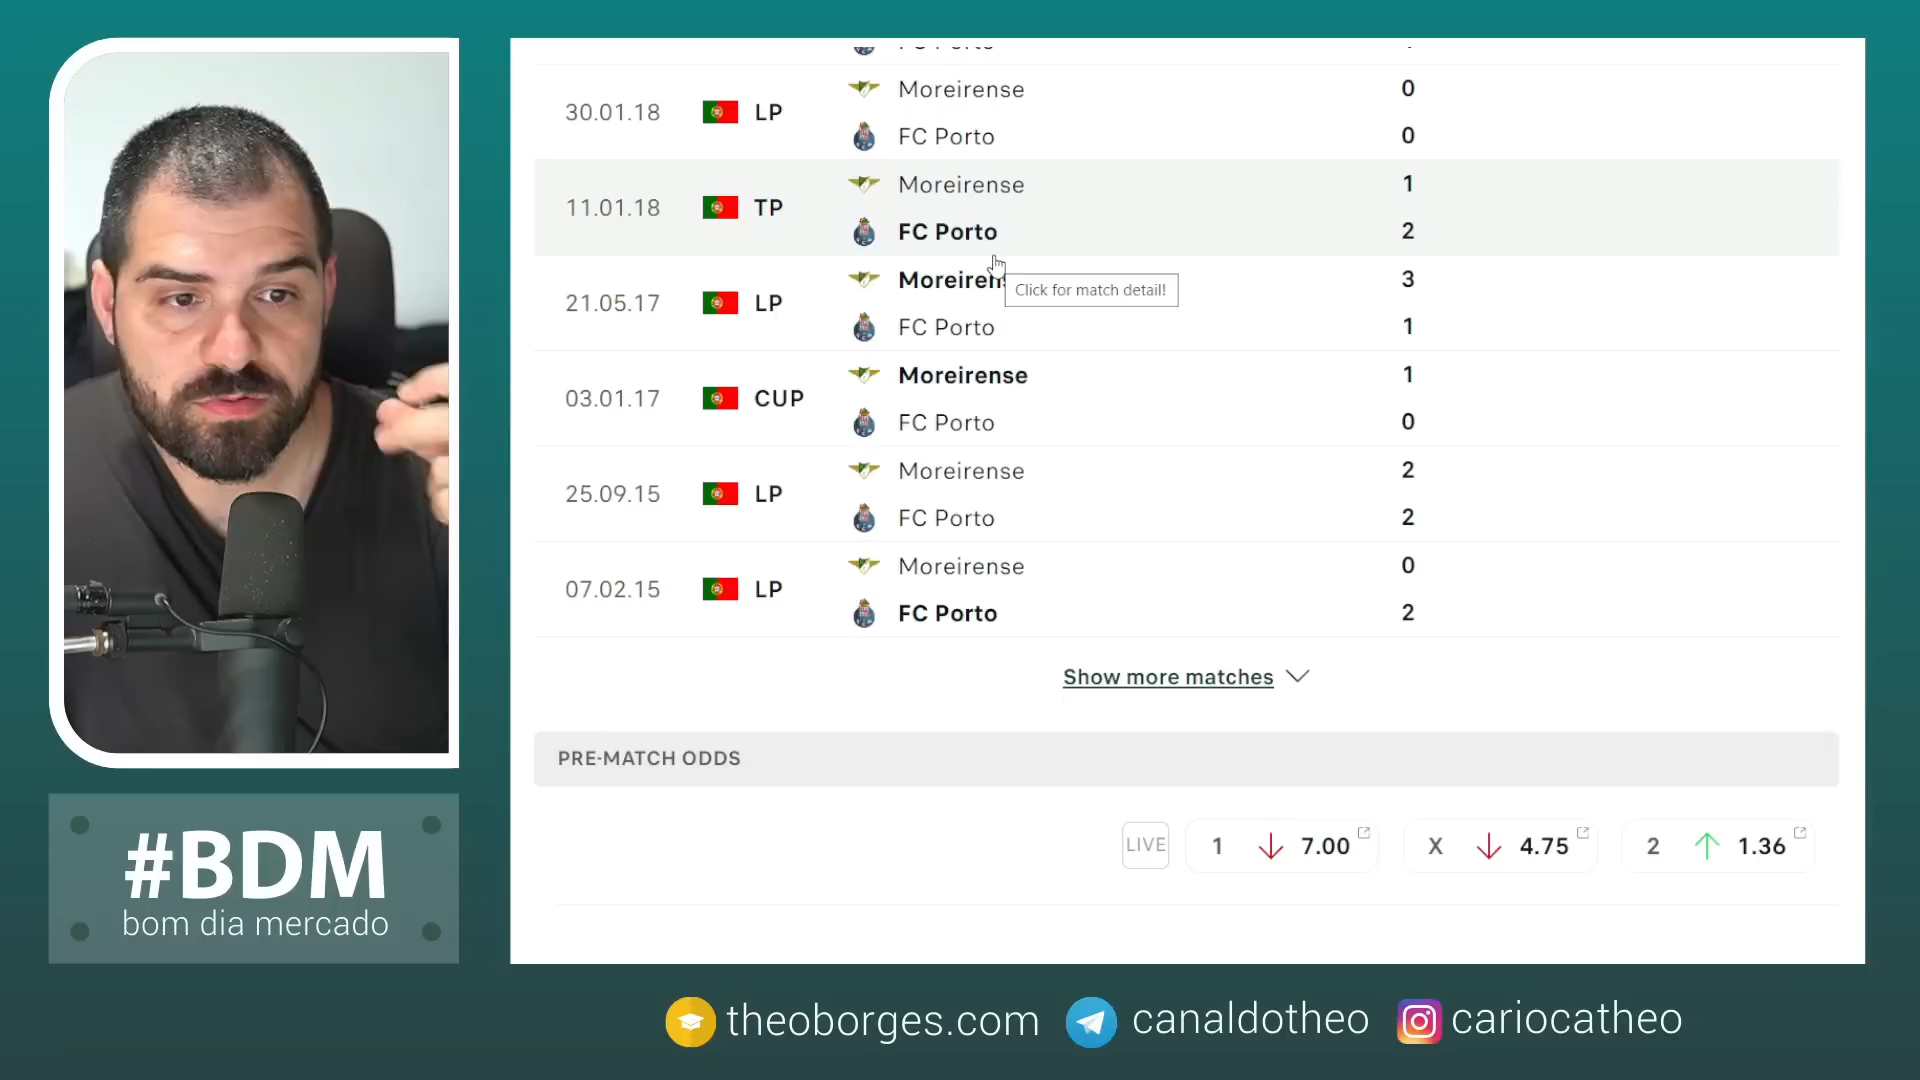 30.01.18 LP Moreirense 0
FC Porto 0
11.01.18 TP Moreirense 1
FC Porto 2
21.05.17 LP Moreiren 3
Click for match detail!
FC Porto 1
03.01.17 CUP Moreirense 1
FC Porto 0
25.09.15 LP Moreirense 2
FC Porto 2
07.02.15 LP Moreirense 0
FC Porto 2
Show more matches
PRE-MATCH ODDS
LIVE 1 7.00 X 4.75 2 1.36
#BDM
bom dia mercado
theoborges.com canaldotheo cariocatheo